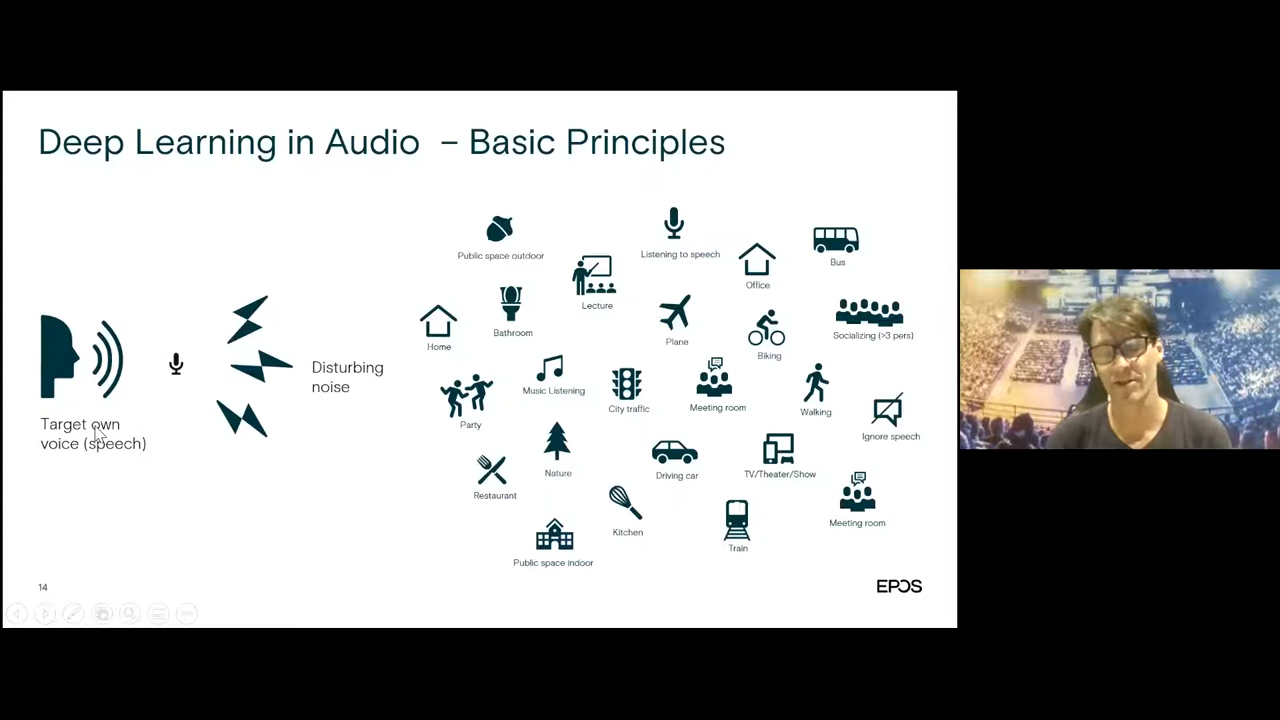 Deep Learning in Audio – Basic Principles
Target own
voice (speech)
Disturbing
noise
Public space outdoor
Listening to speech
Bus
Lecture
Office
Home
Bathroom
Plane
Biking
Socializing (>3 pers)
Party
Music Listening
City traffic
Meeting room
Walking
Ignore speech
Restaurant
Nature
Driving car
TV/Theater/Show
Meeting room
Public space indoor
Kitchen
Train
14
EPOS